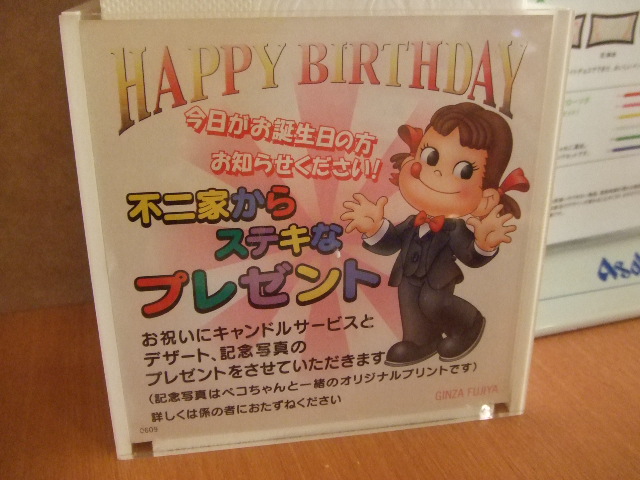 HAPPY BIRTHDAY
今日がお誕生日の方
お知らせください!
不二家から
ステキな
プレゼント
お祝いにキャンドルサービスと
デザート、記念写真の
プレゼントをさせていただきます
(記念写真はペコちゃんと一緒のオリジナルプリントです)
詳しくは係の者におたずねください
GINZA FUJIYA
0609